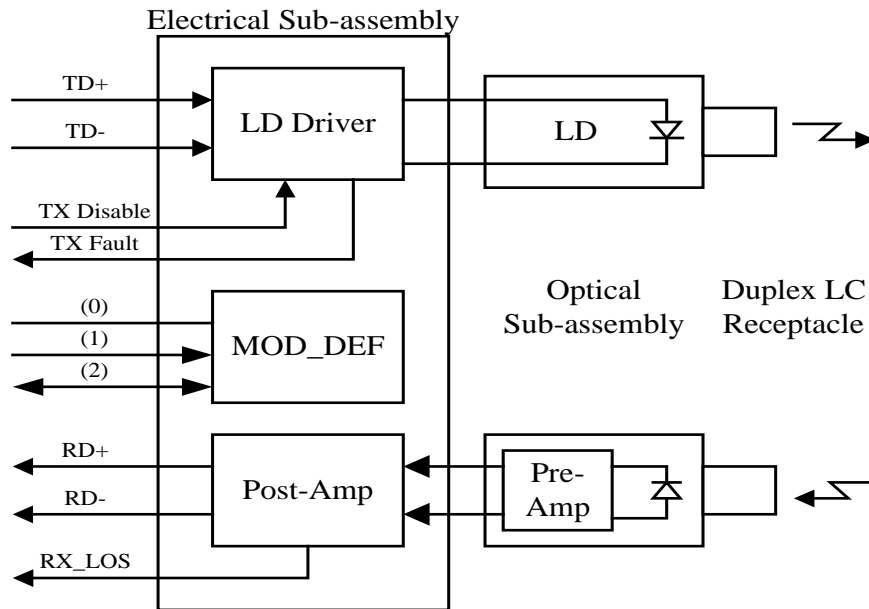 Electrical Sub-assembly
TD+
TD-
LD Driver
LD
TX Disable
TX Fault
(0)
(1)
(2)
MOD_DEF
Optical
Sub-assembly
Duplex LC
Receptacle
RD+
RD-
Post-Amp
Pre-
Amp
RX_LOS